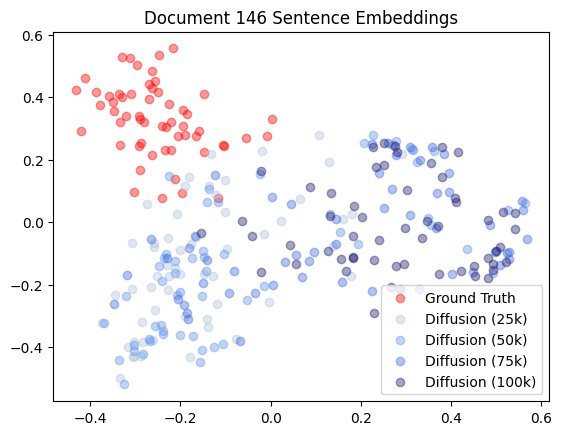 Document 146 Sentence Embeddings
0.6
0.4
0.2
0.0
−0.2
−0.4
−0.4
−0.2
0.0
0.2
0.4
0.6
Ground Truth
Diffusion (25k)
Diffusion (50k)
Diffusion (75k)
Diffusion (100k)